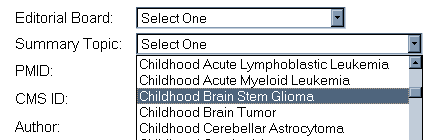 Editorial Board: Select One
Summary Topic: Select One
PMID: Childhood Acute Lymphoblastic Leukemia
Childhood Acute Myeloid Leukemia
CMS ID: Childhood Brain Stem Glioma
Childhood Brain Tumor
Author: Childhood Cerebellar Astrocytoma